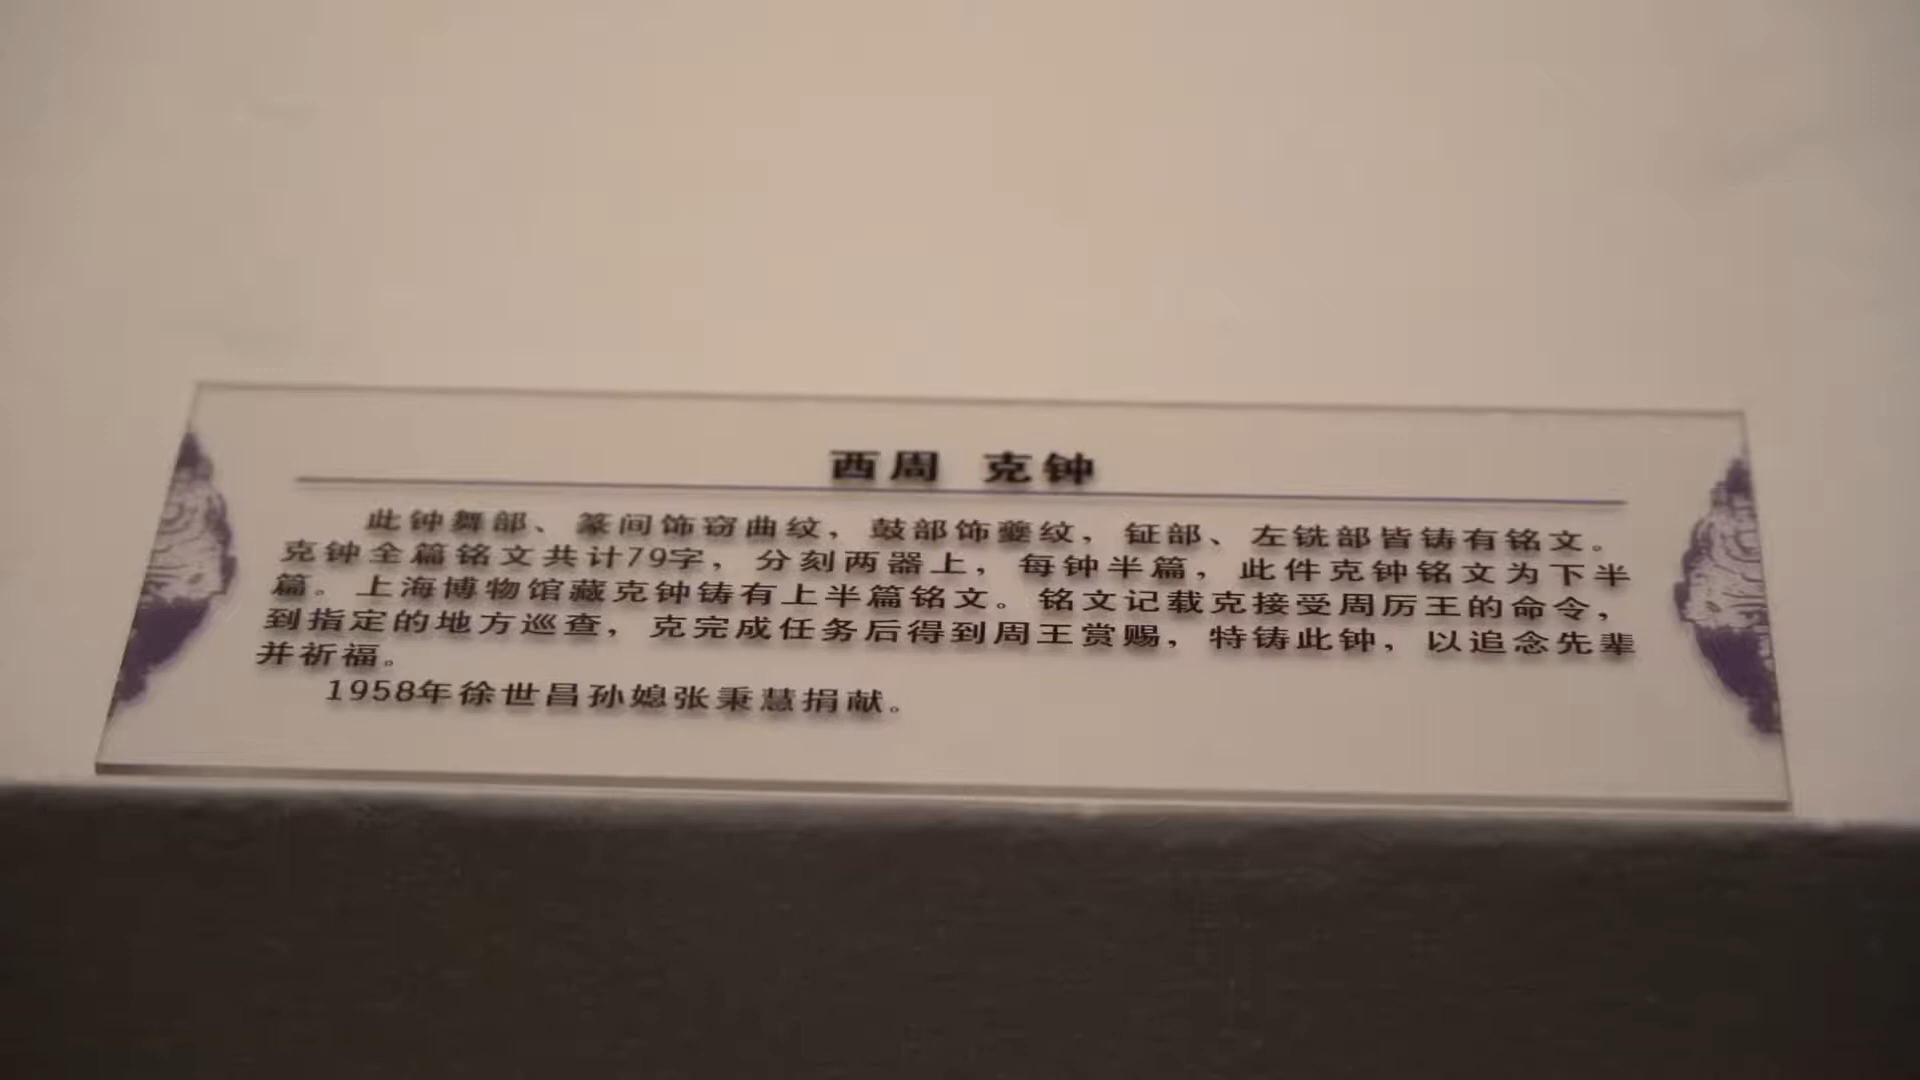 西周 克钟
此钟舞部、篆间饰窃曲纹，鼓部饰夔纹，钲部、左铣部皆铸有铭文。
克钟全篇铭文共计79字，分刻两器上，每钟半篇，此件克钟铭文为下半
篇。上海博物馆藏克钟铸有上半篇铭文。铭文记载克接受周厉王的命令，
到指定的地方巡查，克完成任务后得到周王赏赐，特铸此钟，以追念先辈
并祈福。
1958年徐世昌孙媳张秉慧捐献。